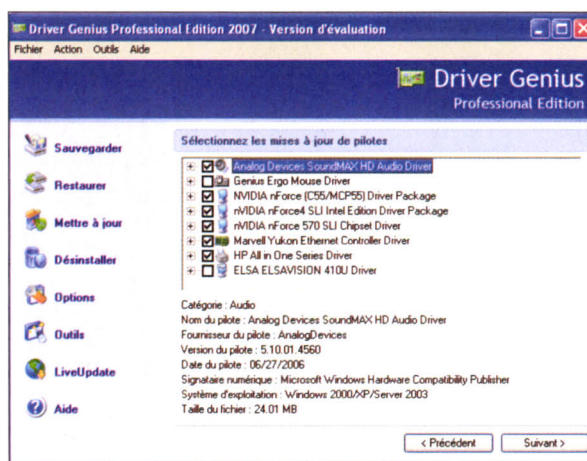 Driver Genius Professional Edition 2007 - Version d'évaluation
Fichier Action Outils Aide
Driver Genius
Professional Edition
Sauvegarder
Restaurer
Mettre à jour
Désinstaller
Options
Outils
LiveUpdate
Aide
Sélectionnez les mises à jour de pilotes
Analog Devices SoundMAX HD Audio Driver
Genius Ergo Mouse Driver
NVIDIA nForce (C55/MCP55) Driver Package
nVIDIA nForce4 SLI Intel Edition Driver Package
nVIDIA nForce 570 SLI Chipset Driver
Marvell Yukon Ethernet Controller Driver
HP All in One Series Driver
ELSA ELSAVISION 410U Driver
Catégorie : Audio
Nom du pilote : Analog Devices SoundMAX HD Audio Driver
Fournisseur du pilote : AnalogDevices
Version du pilote : 5.10.01.4560
Date du pilote : 06/27/2006
Signataire numérique : Microsoft Windows Hardware Compatibility Publisher
Système d'exploitation : Windows 2000/XP/Server 2003
Taille du fichier : 24.01 MB
< Précédent
Suivant >